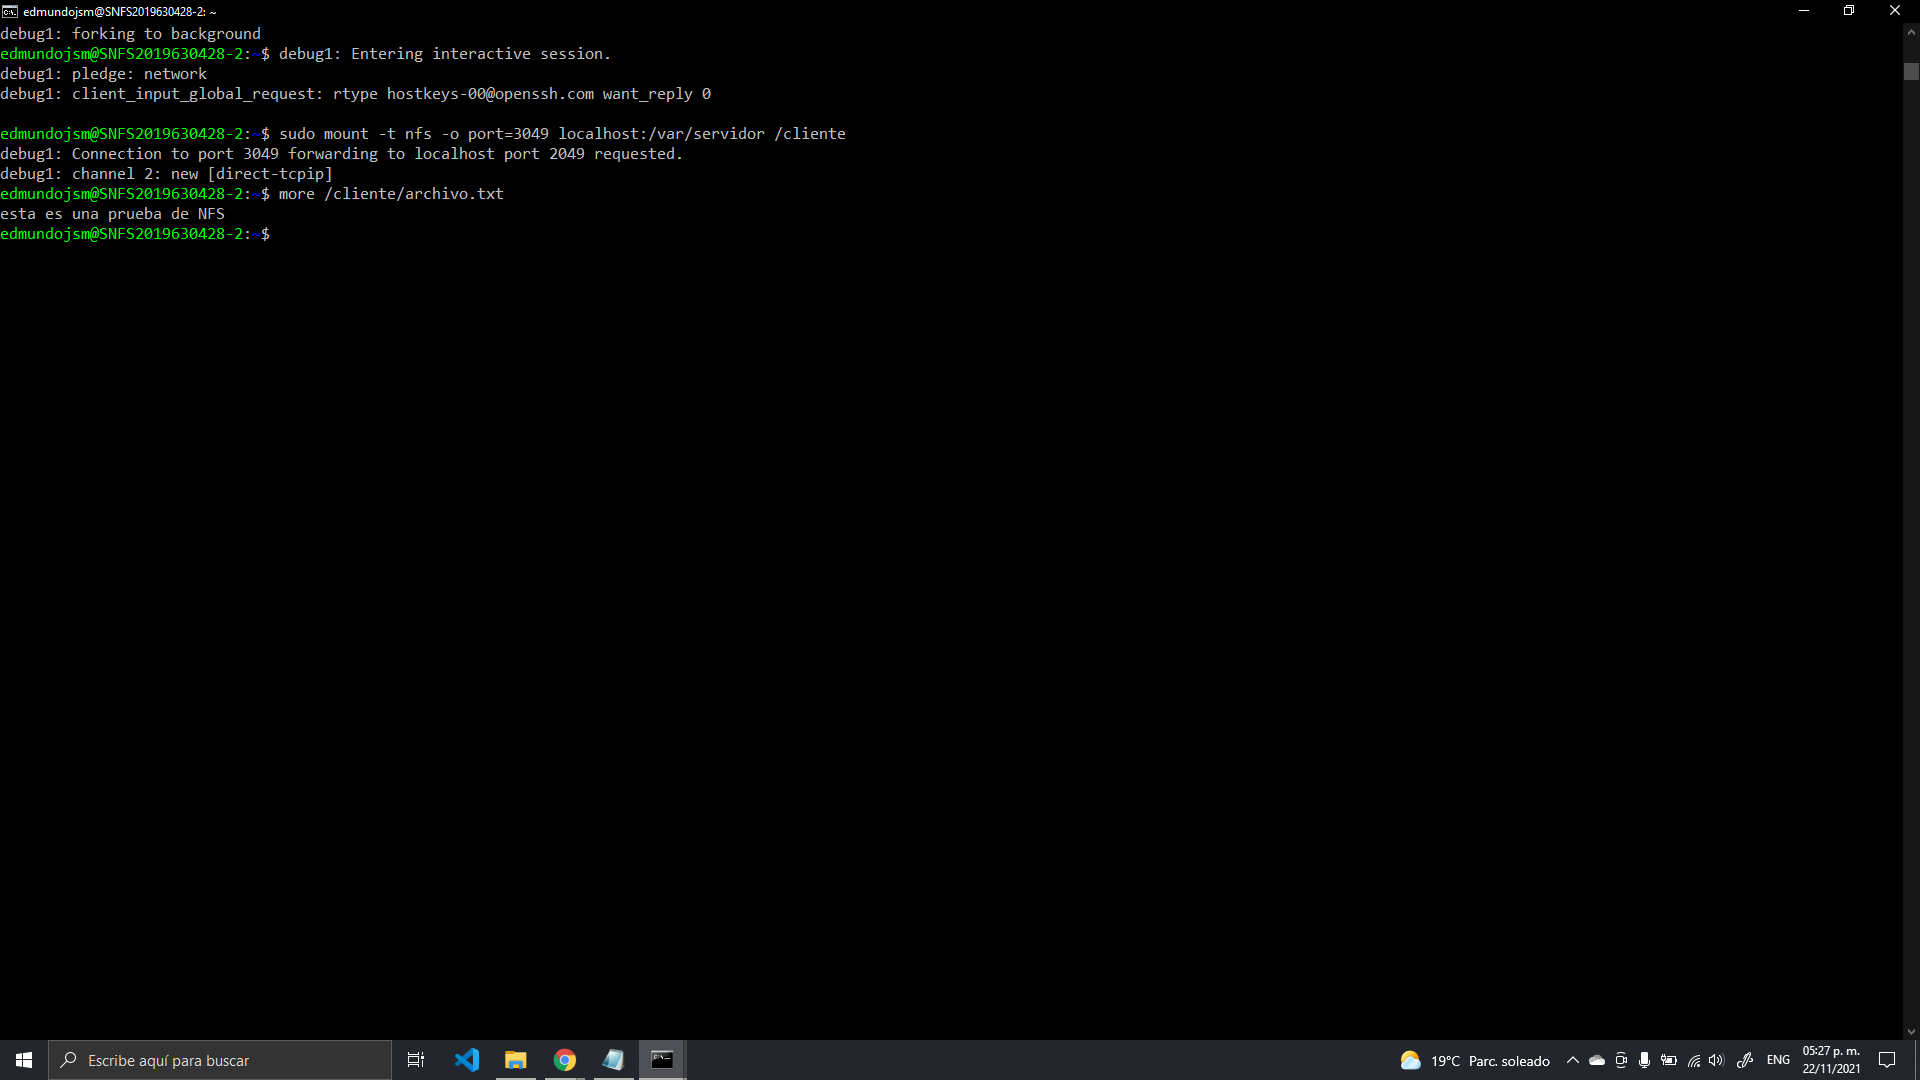 edmundojsm@SNFS2019630428-2: ~
debug1: forking to background
edmundojsm@SNFS2019630428-2:~$ debug1: Entering interactive session.
debug1: pledge: network
debug1: client_input_global_request: rtype hostkeys-00@openssh.com want_reply 0
edmundojsm@SNFS2019630428-2:~$ sudo mount -t nfs -o port=3049 localhost:/var/servidor /cliente
debug1: Connection to port 3049 forwarding to localhost port 2049 requested.
debug1: channel 2: new [direct-tcpip]
edmundojsm@SNFS2019630428-2:~$ more /cliente/archivo.txt
esta es una prueba de NFS
edmundojsm@SNFS2019630428-2:~$
Escribe aquí para buscar
19°C Parc. soleado
ENG
05:27 p. m.
22/11/2021